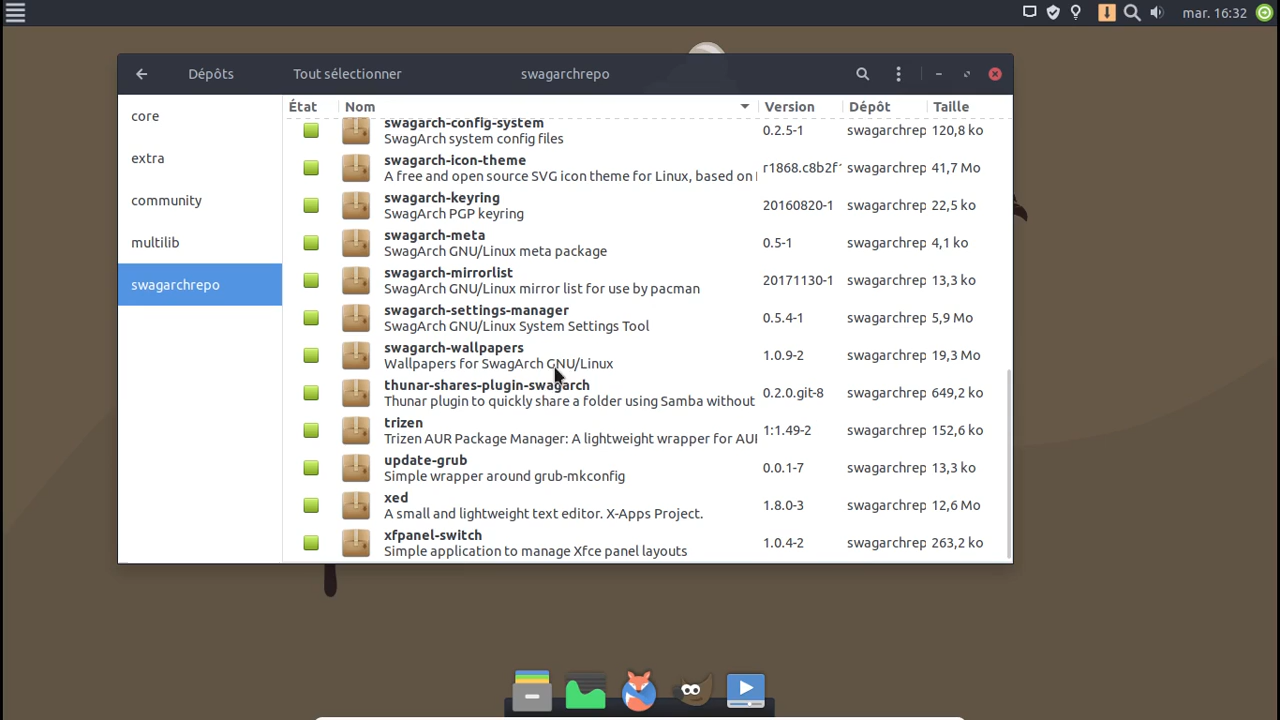 mar. 16:32
Dépôts Tout sélectionner swagarchrepo
core
extra
community
multilib
swagarchrepo
État Nom Version Dépôt Taille
swagarch-config-system
SwagArch system config files
0.2.5-1 swagarchrep 120,8 ko
swagarch-icon-theme
A free and open source SVG icon theme for Linux, based on
r1868.c8b2f swagarchrep 41,7 Mo
swagarch-keyring
SwagArch PGP keyring
20160820-1 swagarchrep 22,5 ko
swagarch-meta
SwagArch GNU/Linux meta package
0.5-1 swagarchrep 4,1 ko
swagarch-mirrorlist
SwagArch GNU/Linux mirror list for use by pacman
20171130-1 swagarchrep 13,3 ko
swagarch-settings-manager
SwagArch GNU/Linux System Settings Tool
0.5.4-1 swagarchrep 5,9 Mo
swagarch-wallpapers
Wallpapers for SwagArch GNU/Linux
1.0.9-2 swagarchrep 19,3 Mo
thunar-shares-plugin-swagarch
Thunar plugin to quickly share a folder using Samba without
0.2.0.git-8 swagarchrep 649,2 ko
trizen
Trizen AUR Package Manager: A lightweight wrapper for AUR
1:1.49-2 swagarchrep 152,6 ko
update-grub
Simple wrapper around grub-mkconfig
0.0.1-7 swagarchrep 13,3 ko
xed
A small and lightweight text editor. X-Apps Project.
1.8.0-3 swagarchrep 12,6 Mo
xfpanel-switch
Simple application to manage Xfce panel layouts
1.0.4-2 swagarchrep 263,2 ko